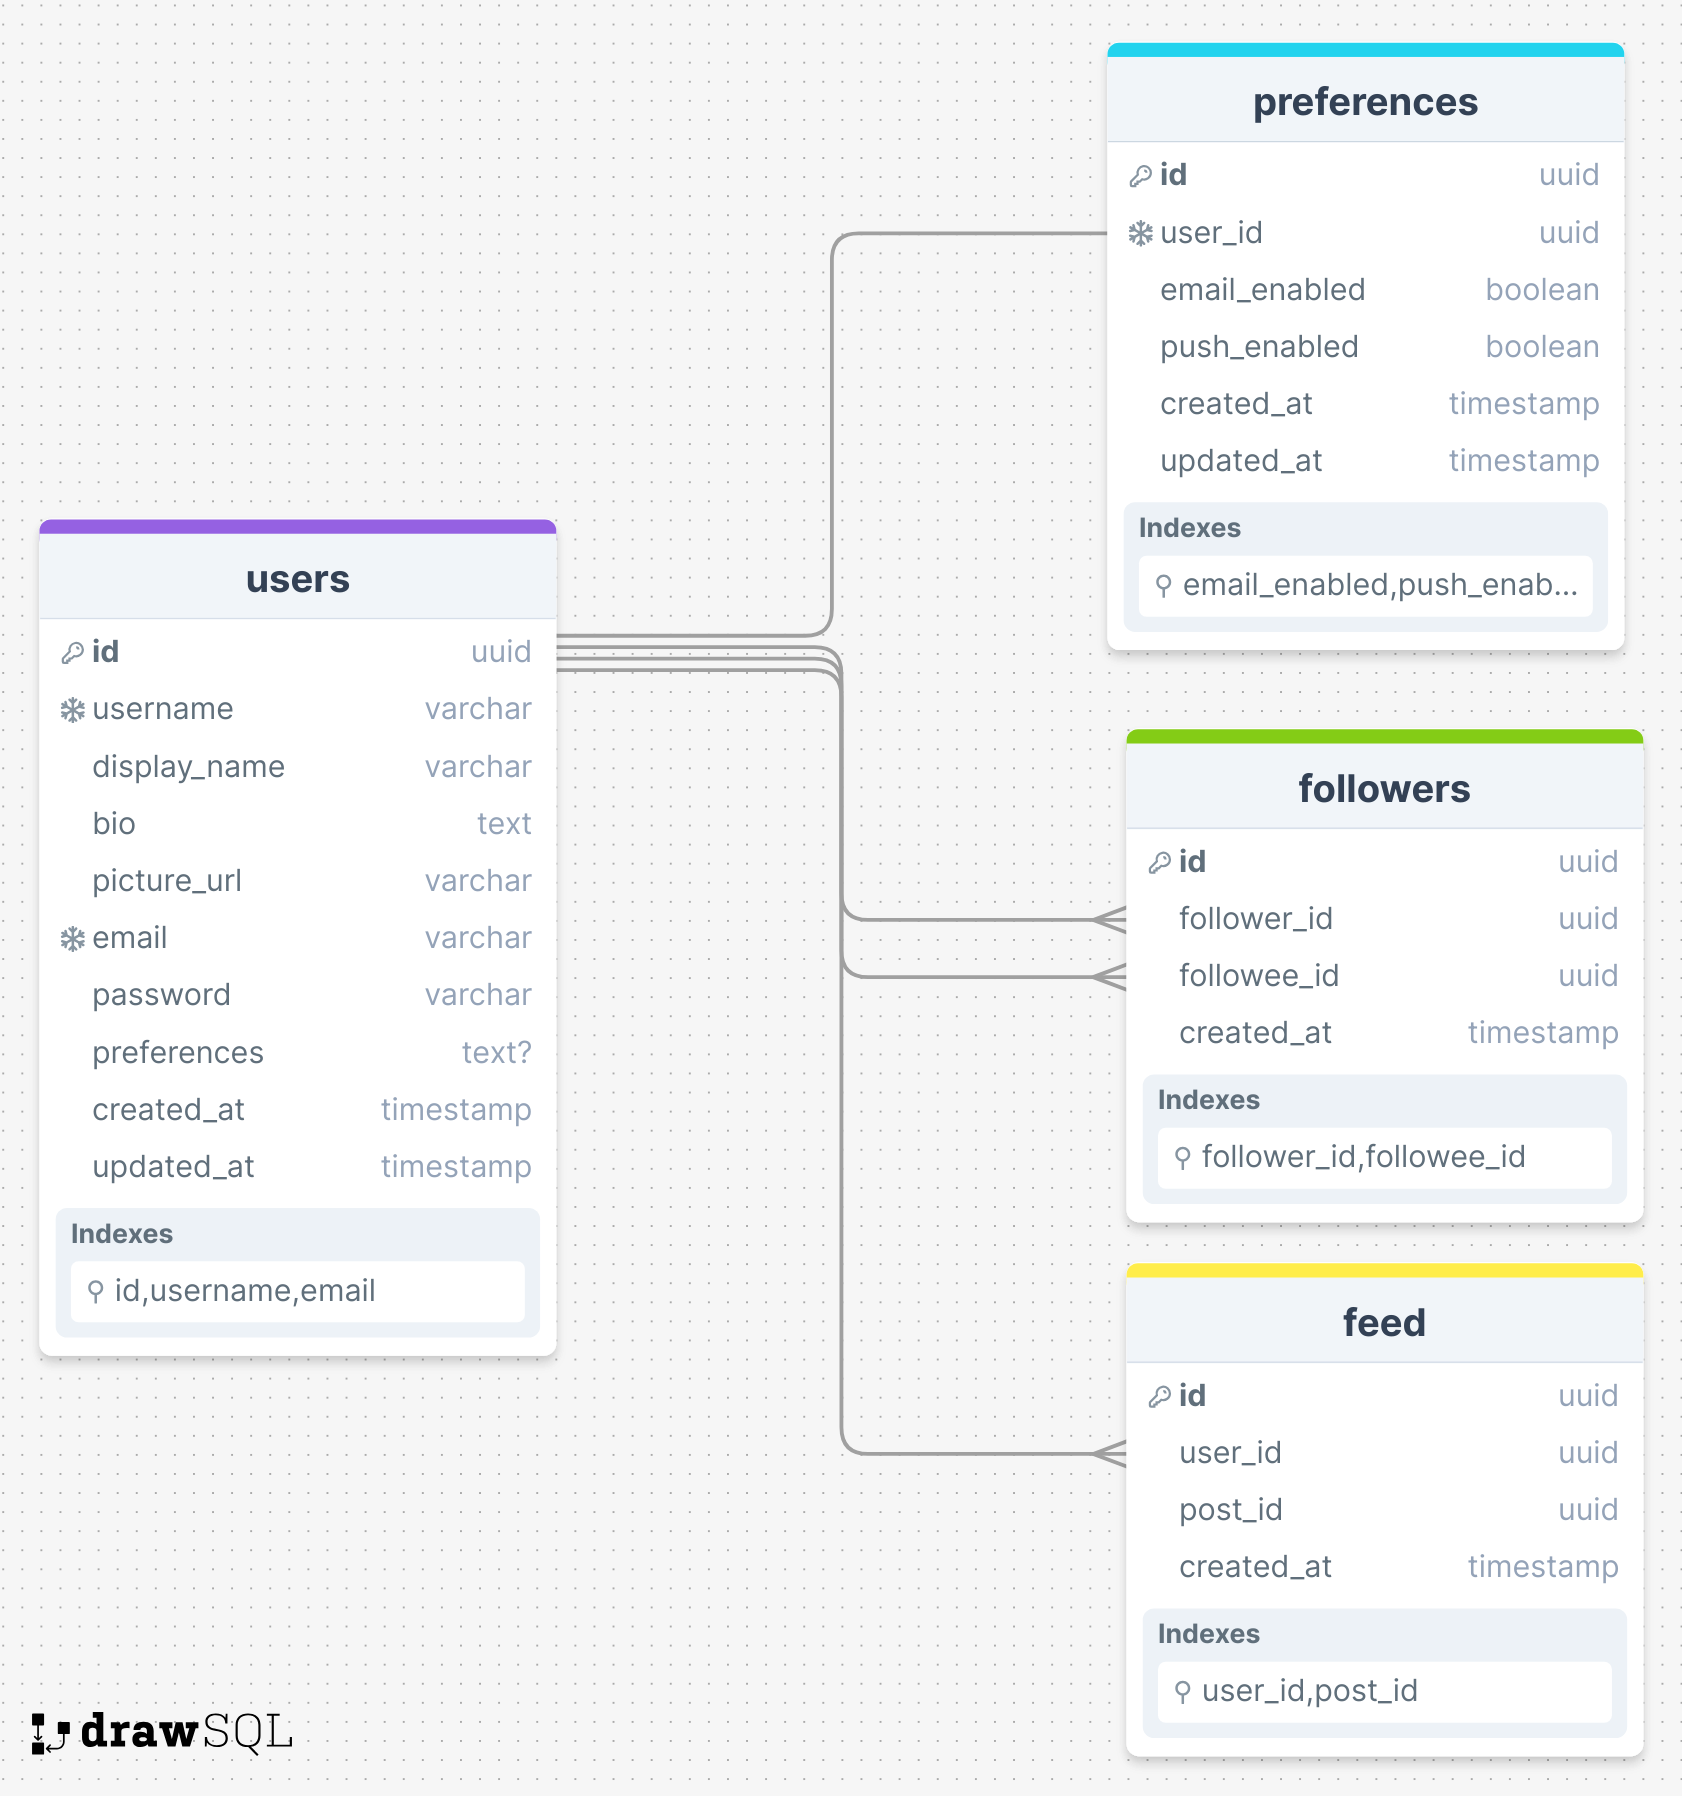 preferences
id uuid
user_id uuid
email_enabled boolean
push_enabled boolean
created_at timestamp
updated_at timestamp
Indexes
email_enabled,push_enab...
users
id uuid
username varchar
display_name varchar
bio text
picture_url varchar
email varchar
password varchar
preferences text?
created_at timestamp
updated_at timestamp
Indexes
id,username,email
followers
id uuid
follower_id uuid
followee_id uuid
created_at timestamp
Indexes
follower_id,followee_id
feed
id uuid
user_id uuid
post_id uuid
created_at timestamp
Indexes
user_id,post_id
drawSQL